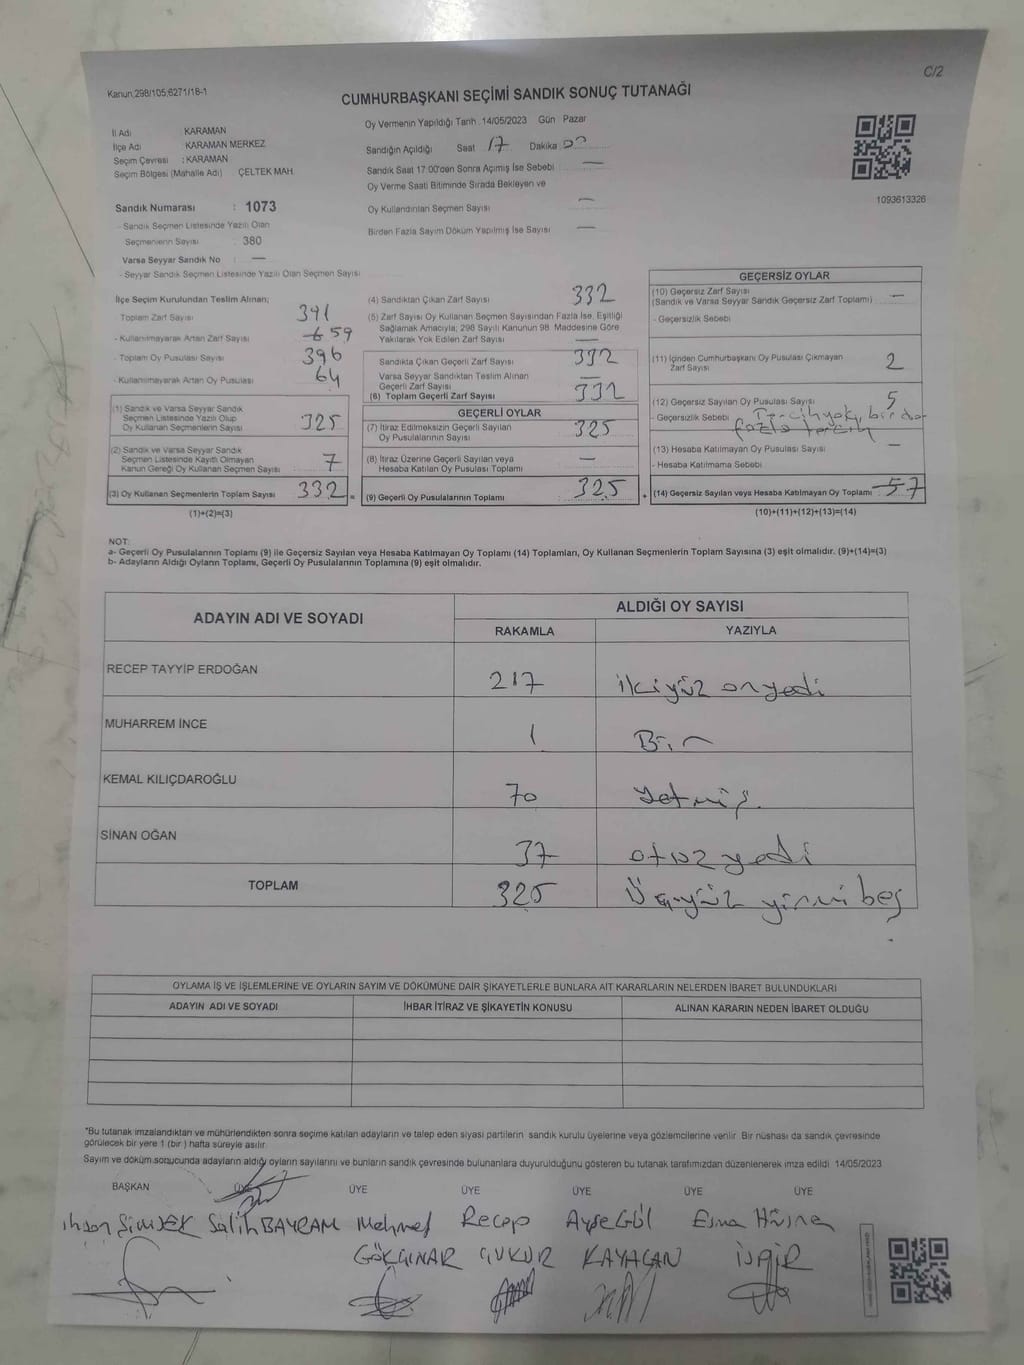 C/2
Kanun,298/105;6271/18-1
CUMHURBAŞKANI SEÇİMİ SANDIK SONUÇ TUTANAĞI
İl Adı KARAMAN
İlçe Adı KARAMAN MERKEZ
Seçim Çevresi : KARAMAN
Seçim Bölgesi (Mahalle Adı) ÇELTEK MAH.
Oy Vermenin Yapıldığı Tarih :14/05/2023 Gün Pazar
Sandığın Açıldığı Saat 17 Dakika
Sandık Saat 17:00'den Sonra Açımış İse Sebebi : —
Oy Verme Saati Bitiminde Sırada Bekleyen ve
Oy Kullandırılan Seçmen Sayısı —
Birden Fazla Sayım Döküm Yapılmış İse Sayısı —
1093613326
Sandık Numarası : 1073
- Sandık Seçmen Listesinde Yazılı Olan
Seçmenlerin Sayısı : 380
Varsa Seyyar Sandık No : —
- Seyyar Sandık Seçmen Listesinde Yazılı Olan Seçmen Sayısı
İlçe Seçim Kurulundan Teslim Alınan;
Toplam Zarf Sayısı 391
- Kullanılmayarak Artan Zarf Sayısı 59
- Toplam Oy Pusulası Sayısı 396
- Kullanılmayarak Artan Oy Pusulası 64
(1) Sandık ve Varsa Seyyar Sandık
Seçmen Listesinde Yazılı Olup
Oy Kullanan Seçmenlerin Sayısı 325
(2) Sandık ve Varsa Seyyar Sandık
Seçmen Listesinde Kayıtlı Olmayan
Kanun Gereği Oy Kullanan Seçmen Sayısı 7
(3) Oy Kullanan Seçmenlerin Toplam Sayısı 332 =
(1)+(2)=(3)
(4) Sandıktan Çıkan Zarf Sayısı 332
(5) Zarf Sayısı Oy Kullanan Seçmen Sayısından Fazla İse, Eşitliği
Sağlamak Amacıyla; 298 Sayılı Kanunun 98. Maddesine Göre
Yakılarak Yok Edilen Zarf Sayısı —
Sandıkta Çıkan Geçerli Zarf Sayısı 332
Varsa Seyyar Sandıktan Teslim Alınan
Geçerli Zarf Sayısı —
(6) Toplam Geçerli Zarf Sayısı 332
GEÇERLİ OYLAR
(7) İtiraz Edilmeksizin Geçerli Sayılan
Oy Pusulalarının Sayısı 325
(8) İtiraz Üzerine Geçerli Sayılan veya
Hesaba Katılan Oy Pusulası Toplamı —
(9) Geçerli Oy Pusulalarının Toplamı 325 +
GEÇERSİZ OYLAR
(10) Geçersiz Zarf Sayısı
(Sandık ve Varsa Seyyar Sandık Geçersiz Zarf Toplamı) —
- Geçersizlik Sebebi
(11) İçinden Cumhurbaşkanı Oy Pusulası Çıkmayan
Zarf Sayısı 2
(12) Geçersiz Sayılan Oy Pusulası Sayısı 5
- Geçersizlik Sebebi : Tercih yok, birden
fazla tercih
(13) Hesaba Katılmayan Oy Pusulası Sayısı —
- Hesaba Katılmama Sebebi
(14) Geçersiz Sayılan veya Hesaba Katılmayan Oy Toplamı : 7
(10)+(11)+(12)+(13)=(14)
NOT:
a- Geçerli Oy Pusulalarının Toplamı (9) ile Geçersiz Sayılan veya Hesaba Katılmayan Oy Toplamı (14) Toplamları, Oy Kullanan Seçmenlerin Toplam Sayısına (3) eşit olmalıdır. (9)+(14)=(3)
b- Adayların Aldığı Oyların Toplamı, Geçerli Oy Pusulalarının Toplamına (9) eşit olmalıdır.
ADAYIN ADI VE SOYADI ALDIĞI OY SAYISI
RAKAMLA YAZIYLA
RECEP TAYYİP ERDOĞAN 217 ikiyüz onyedi
MUHARREM İNCE 1 Bir
KEMAL KILIÇDAROĞLU 70 Yetmiş.
SİNAN OĞAN 37 otuz yedi
TOPLAM 325 Üçyüz yirmi beş
OYLAMA İŞ VE İŞLEMLERİNE VE OYLARIN SAYIM VE DÖKÜMÜNE DAİR ŞİKAYETLERLE BUNLARA AİT KARARLARIN NELERDEN İBARET BULUNDUKLARI
ADAYIN ADI VE SOYADI İHBAR İTİRAZ VE ŞİKAYETİN KONUSU ALINAN KARARIN NEDEN İBARET OLDUĞU
*Bu tutanak imzalandıktan ve mühürlendikten sonra seçime katılan adayların ve talep eden siyasi partilerin sandık kurulu üyelerine veya gözlemcilerine verilir. Bir nüshası da sandık çevresinde
görülecek bir yere 1 (bir ) hafta süreyle asılır.
Sayım ve döküm sonucunda adayların aldığı oyların sayılarını ve bunların sandık çevresinde bulunanlara duyurulduğunu gösteren bu tutanak tarafımızdan düzenlenerek imza edildi. 14/05/2023
BAŞKAN ÜYE ÜYE ÜYE ÜYE ÜYE ÜYE
ihsan ŞİMŞEK Salih BAYRAM Mehmet Recep Ayşe Gül Esma Hüsna
GÖKÇINAR ÇUKUR KAYAÇAN